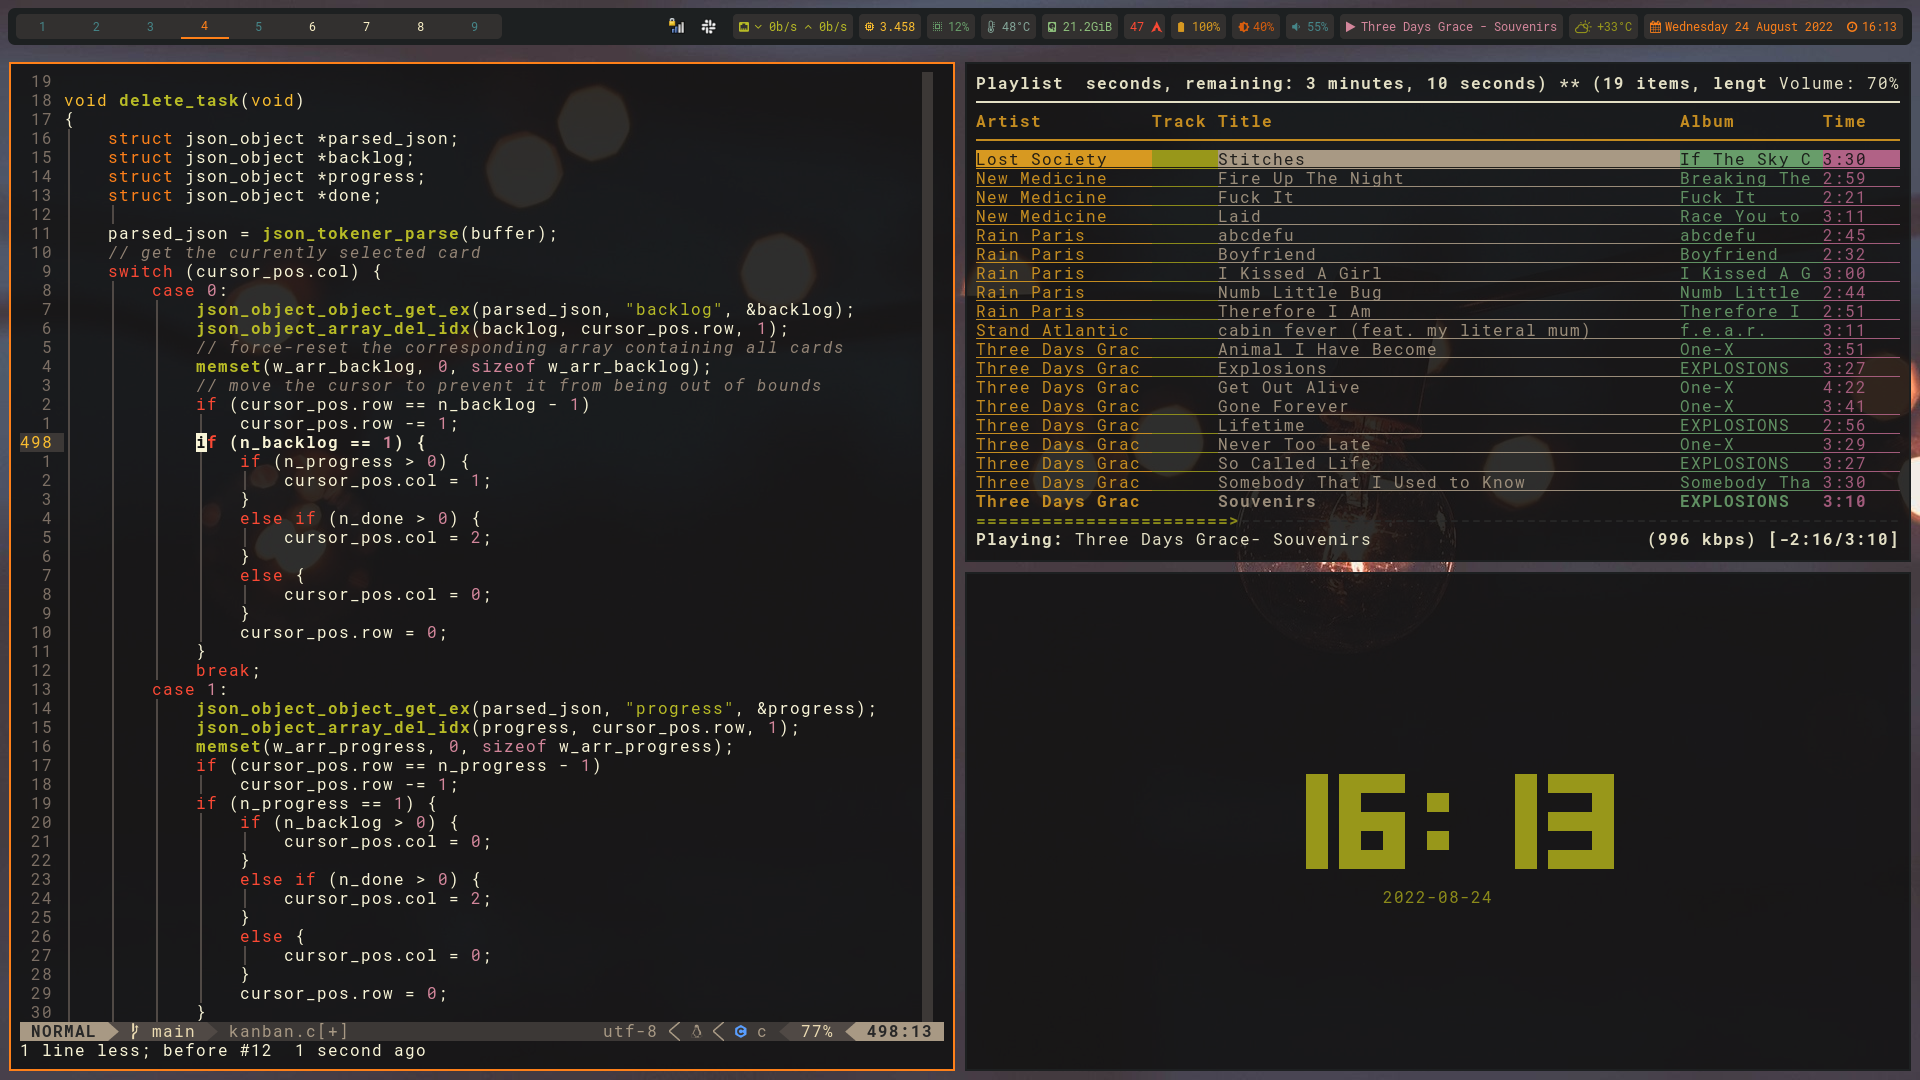 1 2 3 4 5 6 7 8 9 0b/s 0b/s 3.458 12% 48°C 21.2GiB 47 100% 40% 55% Three Days Grace - Souvenirs +33°C Wednesday 24 August 2022 16:13
19
18 void delete_task(void)
17 {
16 struct json_object *parsed_json;
15 struct json_object *backlog;
14 struct json_object *progress;
13 struct json_object *done;
12
11 parsed_json = json_tokener_parse(buffer);
10 // get the currently selected card
9 switch (cursor_pos.col) {
8 case 0:
7 json_object_object_get_ex(parsed_json, "backlog", &backlog);
6 json_object_array_del_idx(backlog, cursor_pos.row, 1);
5 // force-reset the corresponding array containing all cards
4 memset(w_arr_backlog, 0, sizeof w_arr_backlog);
3 // move the cursor to prevent it from being out of bounds
2 if (cursor_pos.row == n_backlog - 1)
1 cursor_pos.row -= 1;
498 if (n_backlog == 1) {
1 if (n_progress > 0) {
2 cursor_pos.col = 1;
3 }
4 else if (n_done > 0) {
5 cursor_pos.col = 2;
6 }
7 else {
8 cursor_pos.col = 0;
9 }
10 cursor_pos.row = 0;
11 }
12 break;
13 case 1:
14 json_object_object_get_ex(parsed_json, "progress", &progress);
15 json_object_array_del_idx(progress, cursor_pos.row, 1);
16 memset(w_arr_progress, 0, sizeof w_arr_progress);
17 if (cursor_pos.row == n_progress - 1)
18 cursor_pos.row -= 1;
19 if (n_progress == 1) {
20 if (n_backlog > 0) {
21 cursor_pos.col = 0;
22 }
23 else if (n_done > 0) {
24 cursor_pos.col = 2;
25 }
26 else {
27 cursor_pos.col = 0;
28 }
29 cursor_pos.row = 0;
30 }
NORMAL main kanban.c[+] utf-8 c 77% 498:13
1 line less; before #12 1 second ago
Playlist seconds, remaining: 3 minutes, 10 seconds) ** (19 items, lengt Volume: 70%
Artist Track Title Album Time
Lost Society Stitches If The Sky C 3:30
New Medicine Fire Up The Night Breaking The 2:59
New Medicine Fuck It Fuck It 2:21
New Medicine Laid Race You to 3:11
Rain Paris abcdefu abcdefu 2:45
Rain Paris Boyfriend Boyfriend 2:32
Rain Paris I Kissed A Girl I Kissed A G 3:00
Rain Paris Numb Little Bug Numb Little 2:44
Rain Paris Therefore I Am Therefore I 2:51
Stand Atlantic cabin fever (feat. my literal mum) f.e.a.r. 3:11
Three Days Grac Animal I Have Become One-X 3:51
Three Days Grac Explosions EXPLOSIONS 3:27
Three Days Grac Get Out Alive One-X 4:22
Three Days Grac Gone Forever One-X 3:41
Three Days Grac Lifetime EXPLOSIONS 2:56
Three Days Grac Never Too Late One-X 3:29
Three Days Grac So Called Life EXPLOSIONS 3:27
Three Days Grac Somebody That I Used to Know Somebody Tha 3:30
Three Days Grac Souvenirs EXPLOSIONS 3:10
=======================>
Playing: Three Days Grace- Souvenirs (996 kbps) [-2:16/3:10]
16:13
2022-08-24